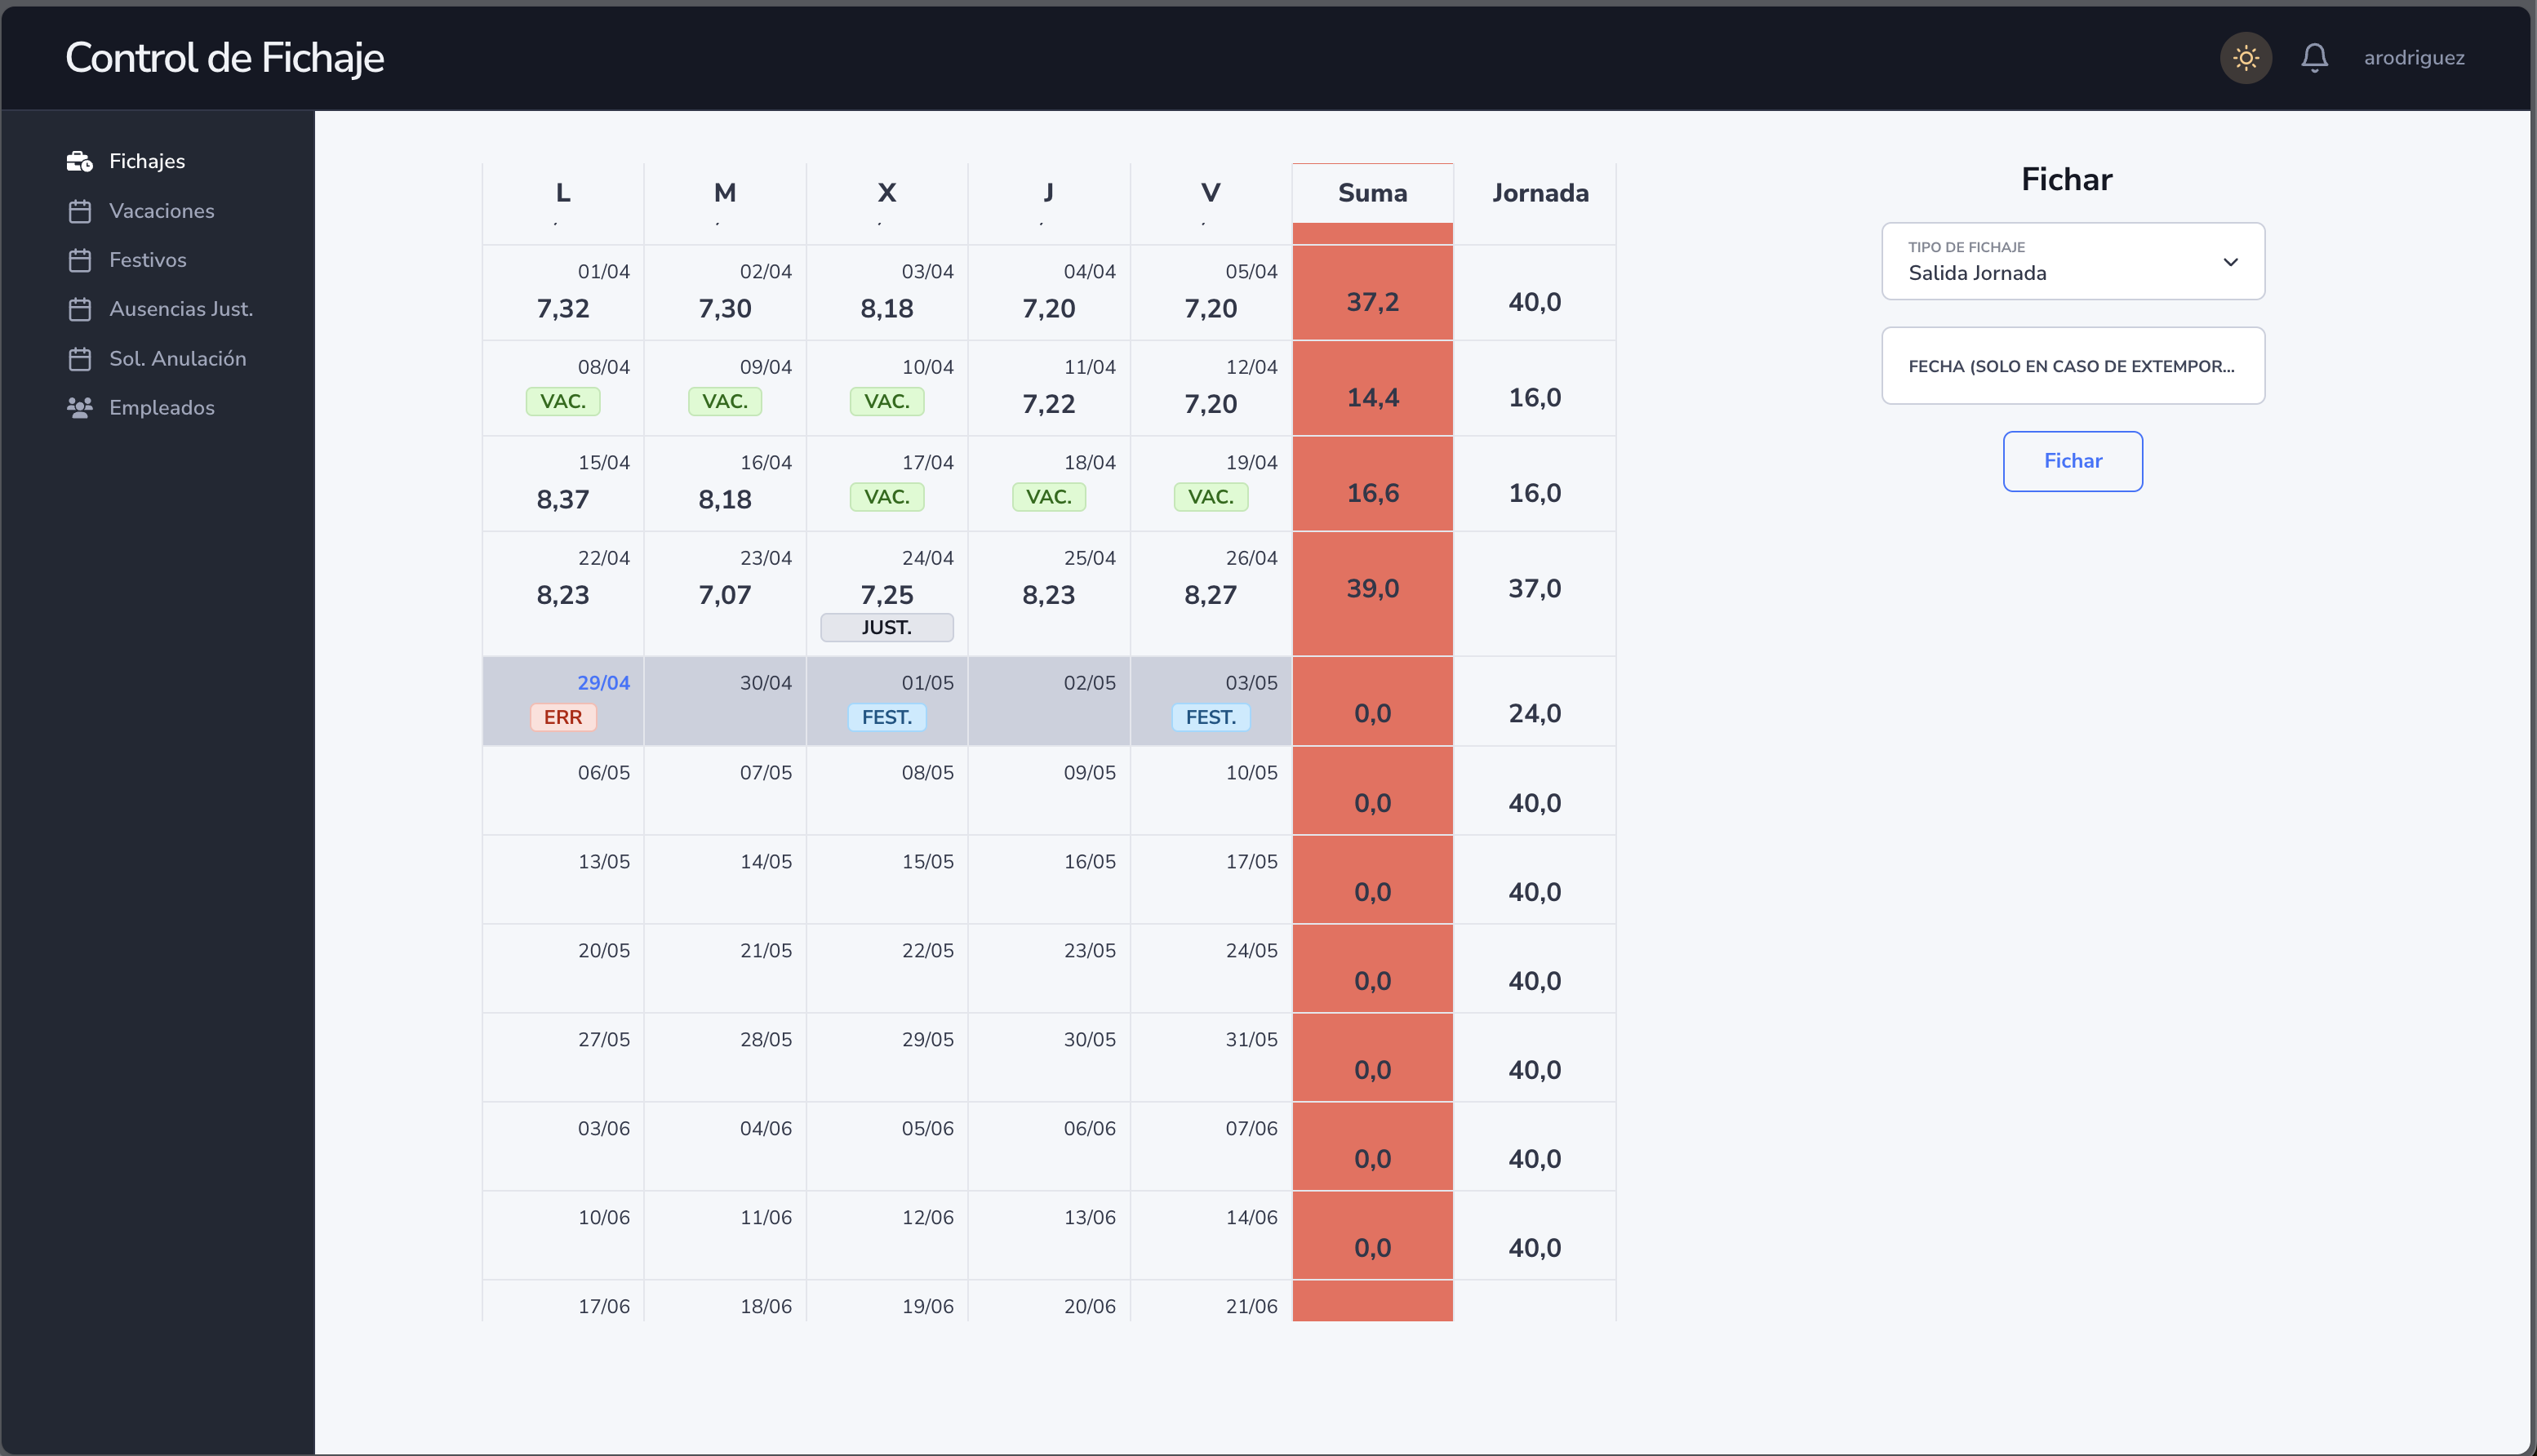 Control de Fichaje
arodriguez
Fichajes
Vacaciones
Festivos
Ausencias Just.
Sol. Anulación
Empleados
L M X J V Suma Jornada
01/04 02/04 03/04 04/04 05/04
7,32 7,30 8,18 7,20 7,20 37,2 40,0
08/04 09/04 10/04 11/04 12/04
VAC. VAC. VAC. 7,22 7,20 14,4 16,0
15/04 16/04 17/04 18/04 19/04
8,37 8,18 VAC. VAC. VAC. 16,6 16,0
22/04 23/04 24/04 25/04 26/04
8,23 7,07 7,25 8,23 8,27 39,0 37,0
JUST.
29/04 30/04 01/05 02/05 03/05
ERR FEST. FEST. 0,0 24,0
06/05 07/05 08/05 09/05 10/05
0,0 40,0
13/05 14/05 15/05 16/05 17/05
0,0 40,0
20/05 21/05 22/05 23/05 24/05
0,0 40,0
27/05 28/05 29/05 30/05 31/05
0,0 40,0
03/06 04/06 05/06 06/06 07/06
0,0 40,0
10/06 11/06 12/06 13/06 14/06
0,0 40,0
17/06 18/06 19/06 20/06 21/06
Fichar
TIPO DE FICHAJE
Salida Jornada
FECHA (SOLO EN CASO DE EXTEMPOR...
Fichar